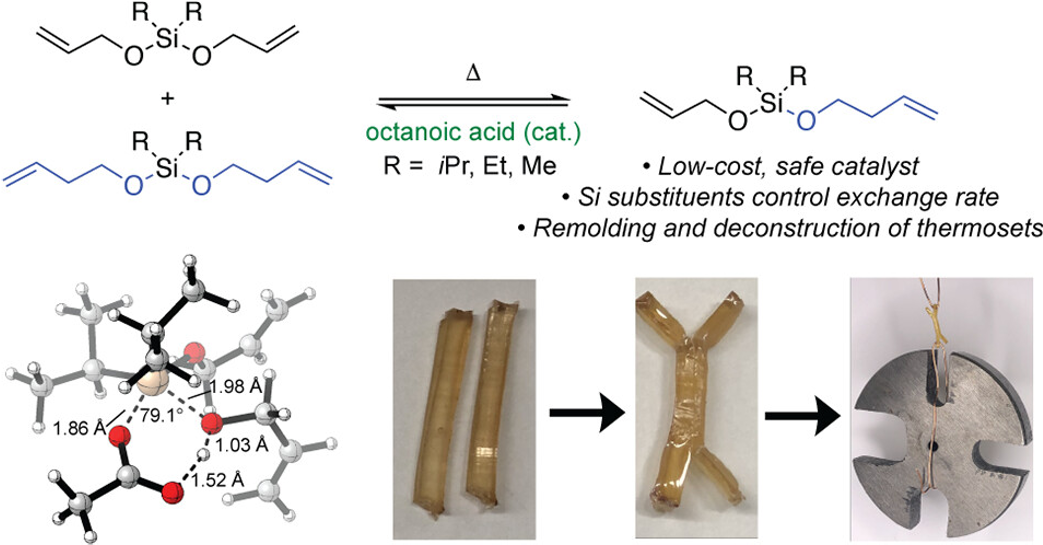 R R
Si
O O
+
R R
Si
O O
Δ
octanoic acid (cat.)
R = iPr, Et, Me
R R
Si
O O
• Low-cost, safe catalyst
• Si substituents control exchange rate
• Remolding and deconstruction of thermosets
1.98 Å
1.86 Å
79.1°
1.03 Å
1.52 Å